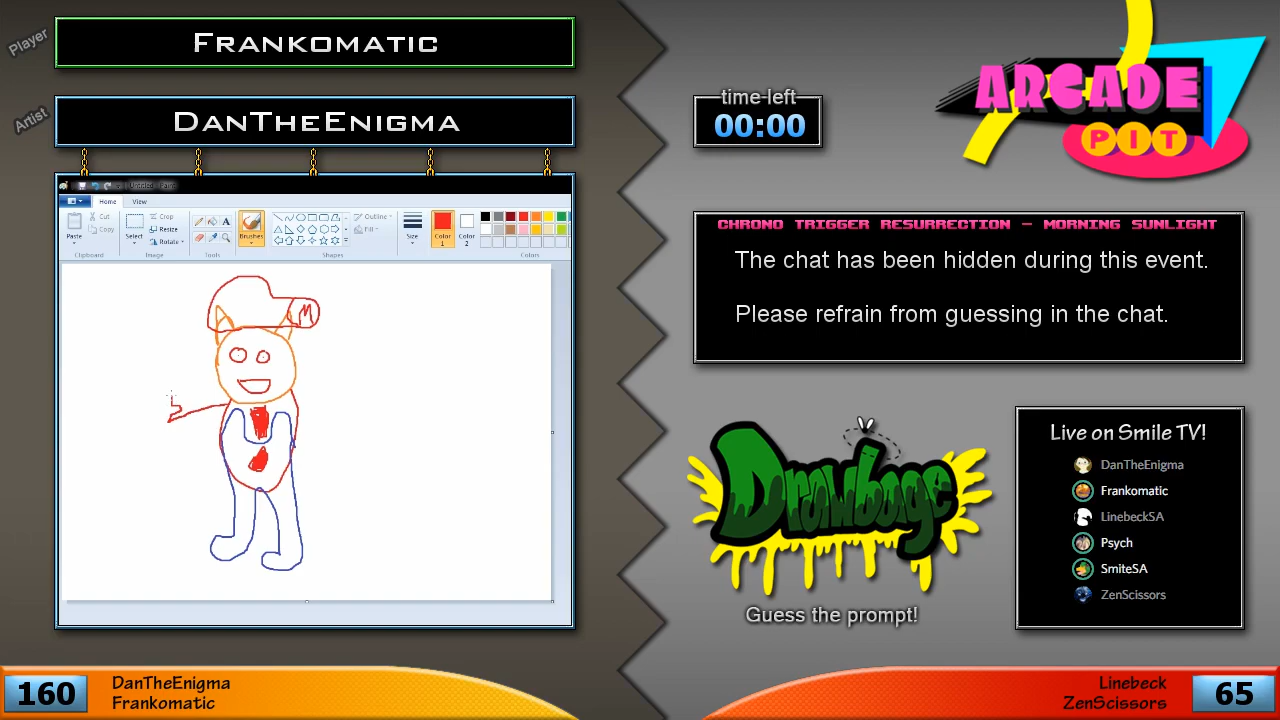 Player
FRANKOMATIC
Artist
DANTHEENIGMA
time left
00:00
ARCADE
PIT
Untitled - Paint
Home
View
Paste
Cut
Copy
Clipboard
Select
Crop
Resize
Rotate
Image
A
Tools
Brushes
Outline
Fill
Shapes
Size
Color 1
Color 2
Colors
M
CHRONO TRIGGER RESURRECTION - MORNING SUNLIGHT
The chat has been hidden during this event.
Please refrain from guessing in the chat.
Drawbage
Guess the prompt!
Live on Smile TV!
DanTheEnigma
Frankomatic
LinebeckSA
Psych
SmiteSA
ZenScissors
160
DanTheEnigma
Frankomatic
Linebeck
ZenScissors
65